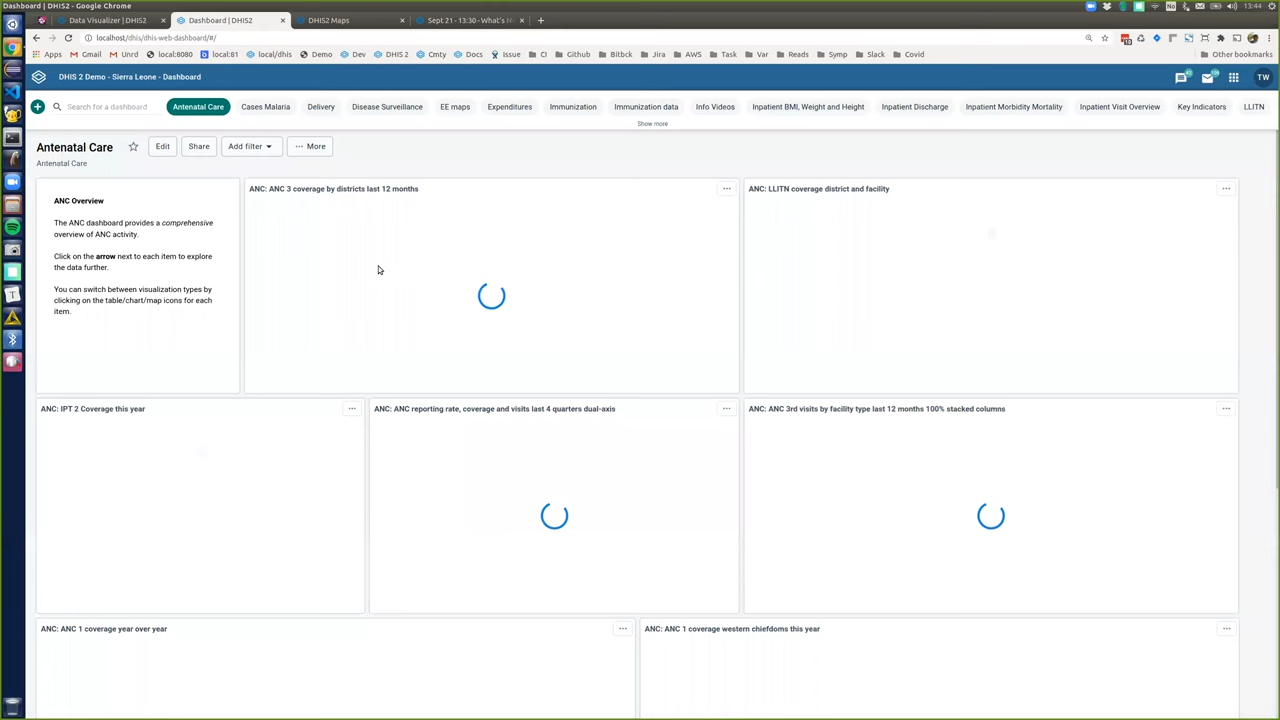 Dashboard | DHIS2 - Google Chrome
13:44
Data Visualizer | DHIS2
Dashboard | DHIS2
DHIS2 Maps
Sept 21 - 13:30 - What's N
localhost/dhis/dhis-web-dashboard/#/
Apps Gmail Unrd local:8080 local:81 local/dhis Demo Dev DHIS 2 Cmty Docs Issue CI Github Bitbck Jira AWS Task Var Reads Symp Slack Covid Other bookmarks
DHIS 2 Demo - Sierra Leone - Dashboard
TW
Search for a dashboard Antenatal Care Cases Malaria Delivery Disease Surveillance EE maps Expenditures Immunization Immunization data Info Videos Inpatient BMI, Weight and Height Inpatient Discharge Inpatient Morbidity Mortality Inpatient Visit Overview Key Indicators LLITN
Show more
Antenatal Care
Edit Share Add filter More
Antenatal Care
ANC Overview
The ANC dashboard provides a comprehensive
overview of ANC activity.
Click on the arrow next to each item to explore
the data further.
You can switch between visualization types by
clicking on the table/chart/map icons for each
item.
ANC: ANC 3 coverage by districts last 12 months
ANC: LLITN coverage district and facility
ANC: IPT 2 Coverage this year
ANC: ANC reporting rate, coverage and visits last 4 quarters dual-axis
ANC: ANC 3rd visits by facility type last 12 months 100% stacked columns
ANC: ANC 1 coverage year over year
ANC: ANC 1 coverage western chiefdoms this year